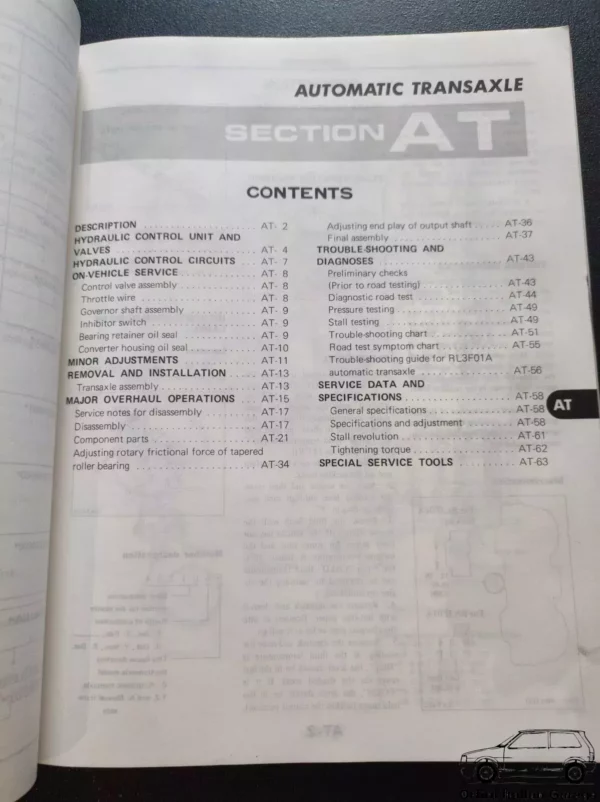 AUTOMATIC TRANSAXLE
SECTION AT
CONTENTS
DESCRIPTION .................... AT- 2
HYDRAULIC CONTROL UNIT AND
VALVES .................... AT- 4
HYDRAULIC CONTROL CIRCUITS .. AT- 7
ON-VEHICLE SERVICE .............. AT- 8
Control valve assembly .............. AT- 8
Throttle wire .................... AT- 8
Governor shaft assembly ............. AT- 9
Inhibitor switch .................... AT- 9
Bearing retainer oil seal .............. AT- 9
Converter housing oil seal ............ AT-10
MINOR ADJUSTMENTS .............. AT-11
REMOVAL AND INSTALLATION ...... AT-13
Transaxle assembly .................. AT-13
MAJOR OVERHAUL OPERATIONS ... AT-15
Service notes for disassembly ......... AT-17
Disassembly .................... AT-17
Component parts .................... AT-21
Adjusting rotary frictional force of tapered
roller bearing .................... AT-34
Adjusting end play of output shaft ..... AT-36
Final assembly .................... AT-37
TROUBLE-SHOOTING AND
DIAGNOSES .................... AT-43
Preliminary checks
(Prior to road testing) ............... AT-43
Diagnostic road test ................. AT-44
Pressure testing .................... AT-49
Stall testing .................... AT-49
Trouble-shooting chart ............... AT-51
Road test symptom chart ............. AT-55
Trouble-shooting guide for RL3F01A
automatic transaxle .................. AT-56
SERVICE DATA AND
SPECIFICATIONS .................... AT-58
General specifications ............... AT-58
Specifications and adjustment ......... AT-58
Stall revolution .................... AT-61
Tightening torque .................... AT-62
SPECIAL SERVICE TOOLS .......... AT-63
AT